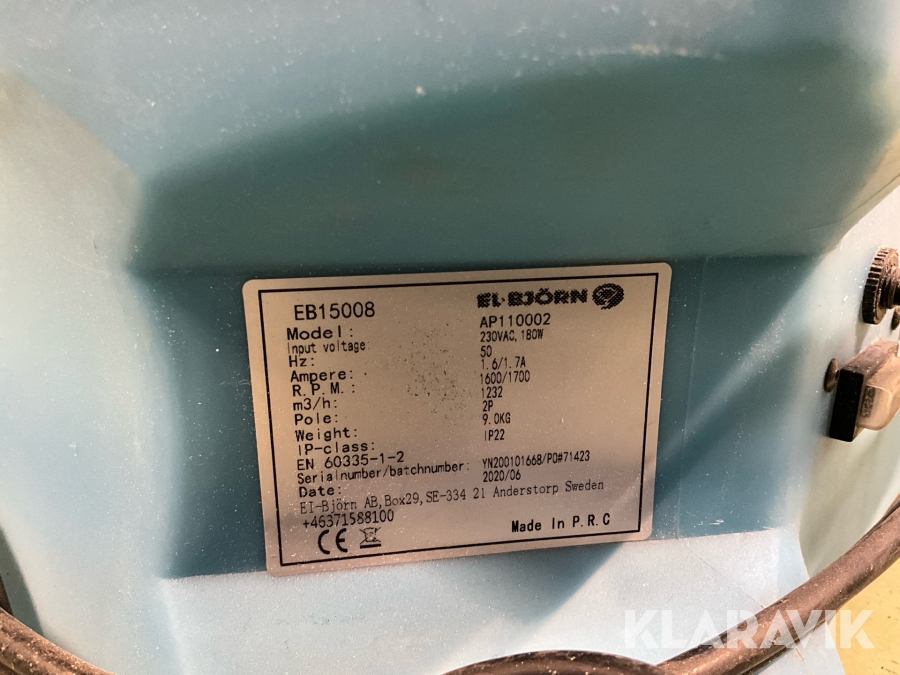 EB15008 EL·BJÖRN
Model: AP110002
Input voltage: 230VAC, 180W
Hz: 50
Ampere: 1.6/1.7A
R.P.M.: 1600/1700
m3/h: 1232
Pole: 2P
Weight: 9.0KG
IP-class: IP22
EN 60335-1-2
Serialnumber/batchnumber: YN200101668/PO#71423
Date: 2020/06
El-Björn AB,Box29,SE-334 21 Anderstorp Sweden
+46371588100
CE Made In P.R.C
KLARAVIK